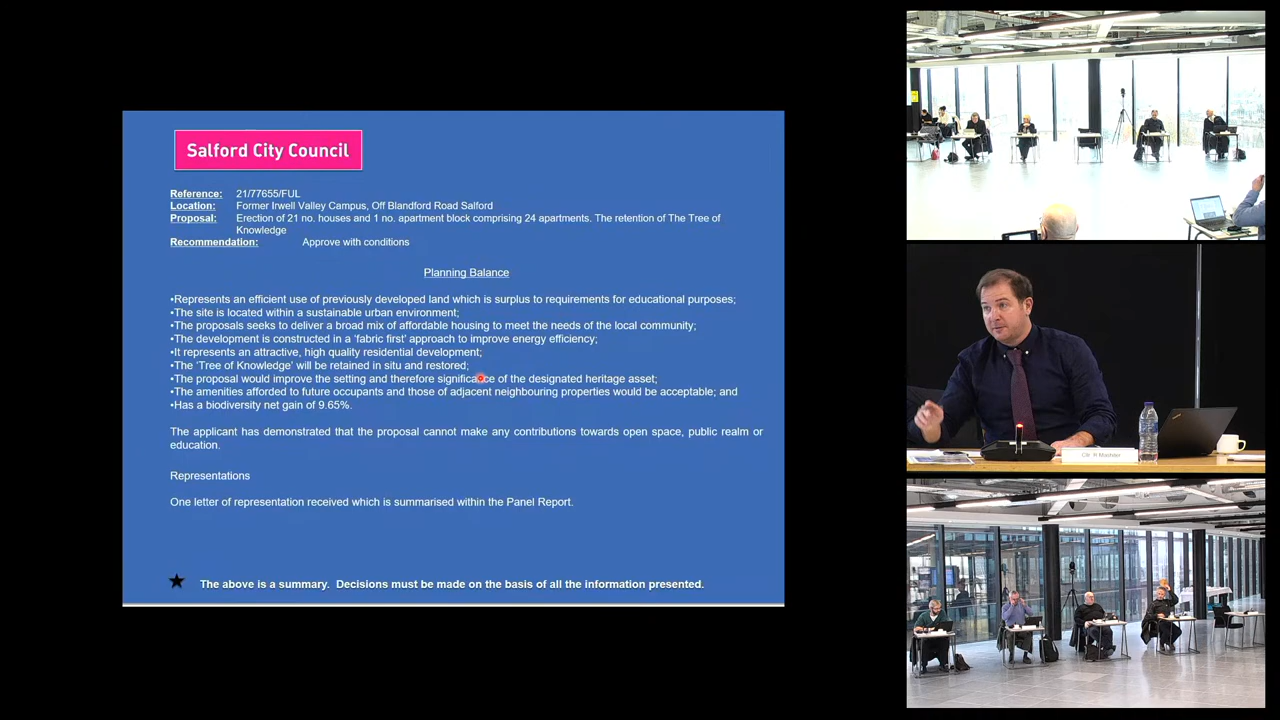 Salford City Council
Reference: 21/77655/FUL
Location: Former Irwell Valley Campus, Off Blandford Road Salford
Proposal: Erection of 21 no. houses and 1 no. apartment block comprising 24 apartments. The retention of The Tree of
Knowledge
Recommendation: Approve with conditions
Planning Balance
•Represents an efficient use of previously developed land which is surplus to requirements for educational purposes;
•The site is located within a sustainable urban environment;
•The proposals seeks to deliver a broad mix of affordable housing to meet the needs of the local community;
•The development is constructed in a 'fabric first' approach to improve energy efficiency;
•It represents an attractive, high quality residential development;
•The 'Tree of Knowledge' will be retained in situ and restored;
•The proposal would improve the setting and therefore significance of the designated heritage asset;
•The amenities afforded to future occupants and those of adjacent neighbouring properties would be acceptable; and
•Has a biodiversity net gain of 9.65%.
The applicant has demonstrated that the proposal cannot make any contributions towards open space, public realm or
education.
Representations
One letter of representation received which is summarised within the Panel Report.
The above is a summary. Decisions must be made on the basis of all the information presented.
Cllr R Mashiter